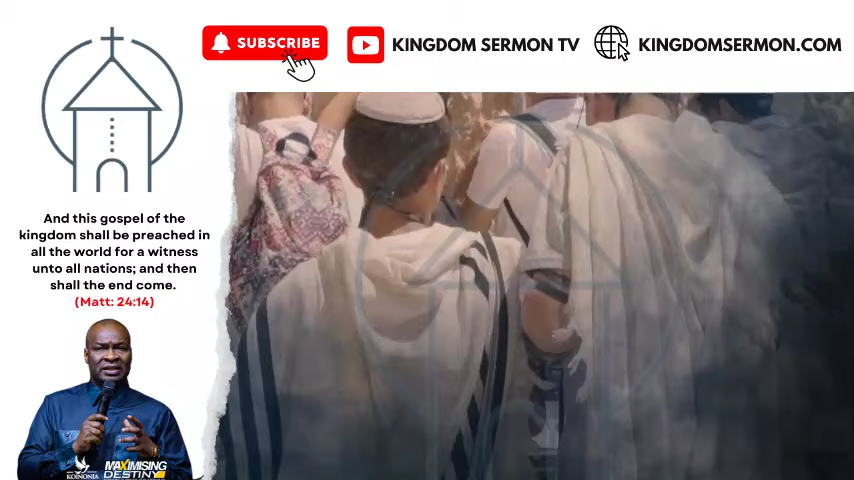 SUBSCRIBE
KINGDOM SERMON TV
KINGDOMSERMON.COM
And this gospel of the
kingdom shall be preached in
all the world for a witness
unto all nations; and then
shall the end come.
(Matt: 24:14)
KOINONIA
MAXIMISING
DESTINY